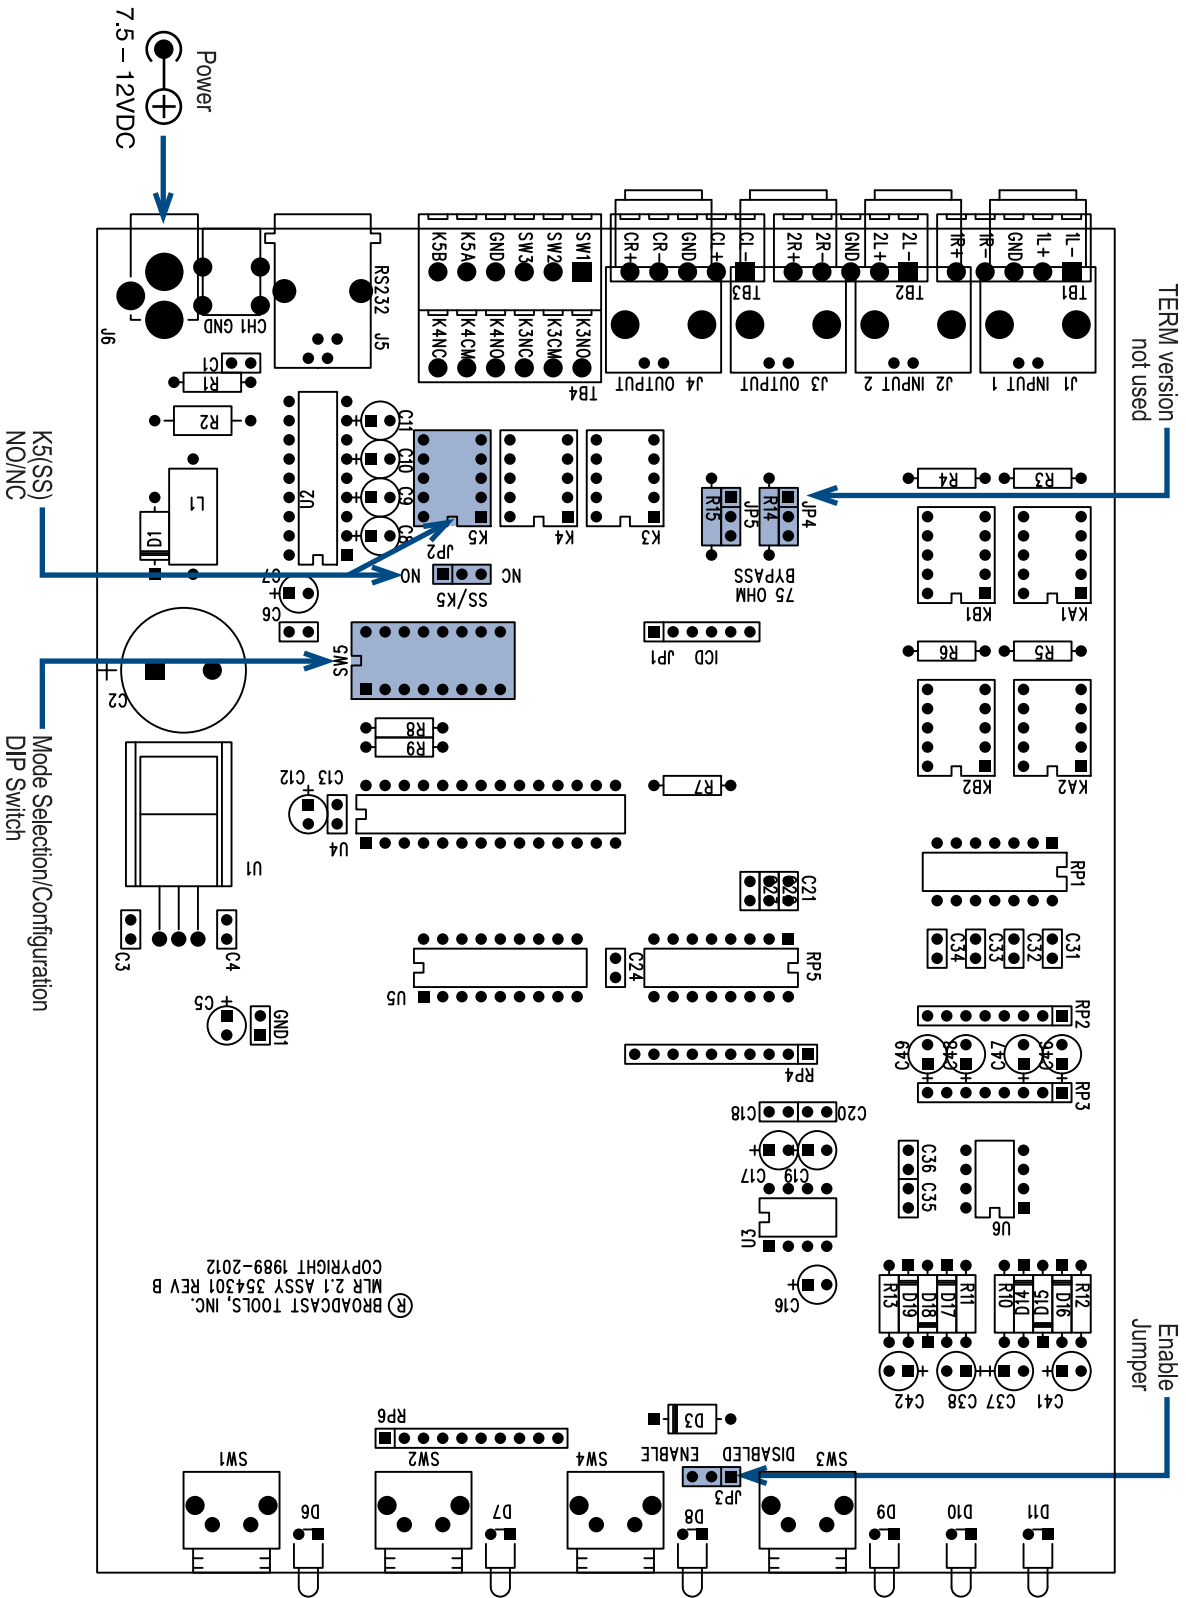 Power
7.5 – 12VDC
TERM version
not used
K5(SS)
NO/NC
Mode Selection/Configuration
DIP Switch
Enable
Jumper
J6
CH1 GND
RS232
J5
K5B
K5A
GND
SW3
SW2
SW1
K4NC
K4CM
K4NO
K3NC
K3CM
K3NO
TB4
CR+
CR-
GND
CL+
CL-
TB3
2R+
2R-
GND
2L+
2L-
TB2
1R+
1R-
GND
1L+
1L-
TB1
J4 OUTPUT
J3 OUTPUT
J2 INPUT 2
J1 INPUT 1
C1
R1
R2
L1
D1
U2
C11
C10
C9
C8
C7
C6
K5
K4
K3
JP2
NO
NC
SS/K5
R15
JP5
R14
JP4
75 OHM
BYPASS
JP1
ICD
R4
R3
KB1
KA1
R6
R5
KB2
KA2
SW5
C2
R8
R9
C12
C13
U4
R7
U1
C3
C4
C5
GND1
U5
C24
C21
RP5
RP4
RP1
C34
C33
C32
C31
RP2
C49
C48
C47
C46
RP3
C18
C20
C17
C19
U3
C16
C36
C35
U6
R13
D19
D18
D17
R11
R10
D14
D15
D16
R12
C42
C38
C37
C41
® BROADCAST TOOLS, INC.
MLR 2.1 ASSY 354301 REV B
COPYRIGHT 1989-2012
RP6
D3
ENABLE
DISABLED
JP3
SW1
SW2
SW4
SW3
D6
D7
D8
D9
D10
D11